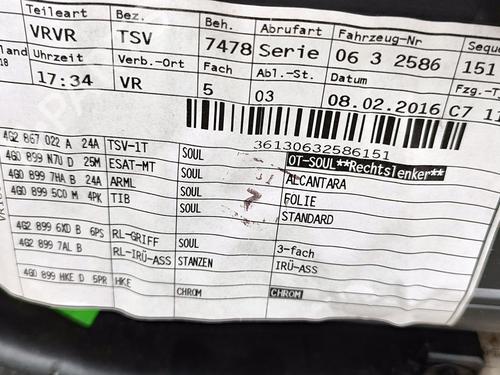 Teileart Bez. Beh. Abrufart Fahrzeug-Nr Seque
VRVR TSV 7478 Serie 06 3 2586 151
land Uhrzeit Verb.-Ort Fach Abl.-St. Datum Fzg.-T
18 17:34 VR 5 03 08.02.2016 C7 11
36130632586151
4G2 867 022 A 24A TSV-1T SOUL OT-SOUL**Rechtslenker**
4G0 899 N7U D 25M ESAT-MT SOUL ALCANTARA
4G0 899 7HA B 24A ARML SOUL FOLIE
4G0 899 5C0 M 4PK TIB SOUL STANDARD
4G2 899 6XD B 6PS RL-GRIFF SOUL 3-fach
4G2 899 7AL B RL-IRÜ-ASS STANZEN IRÜ-ASS
4G0 899 HKE D 5PR HKE CHROM CHROM